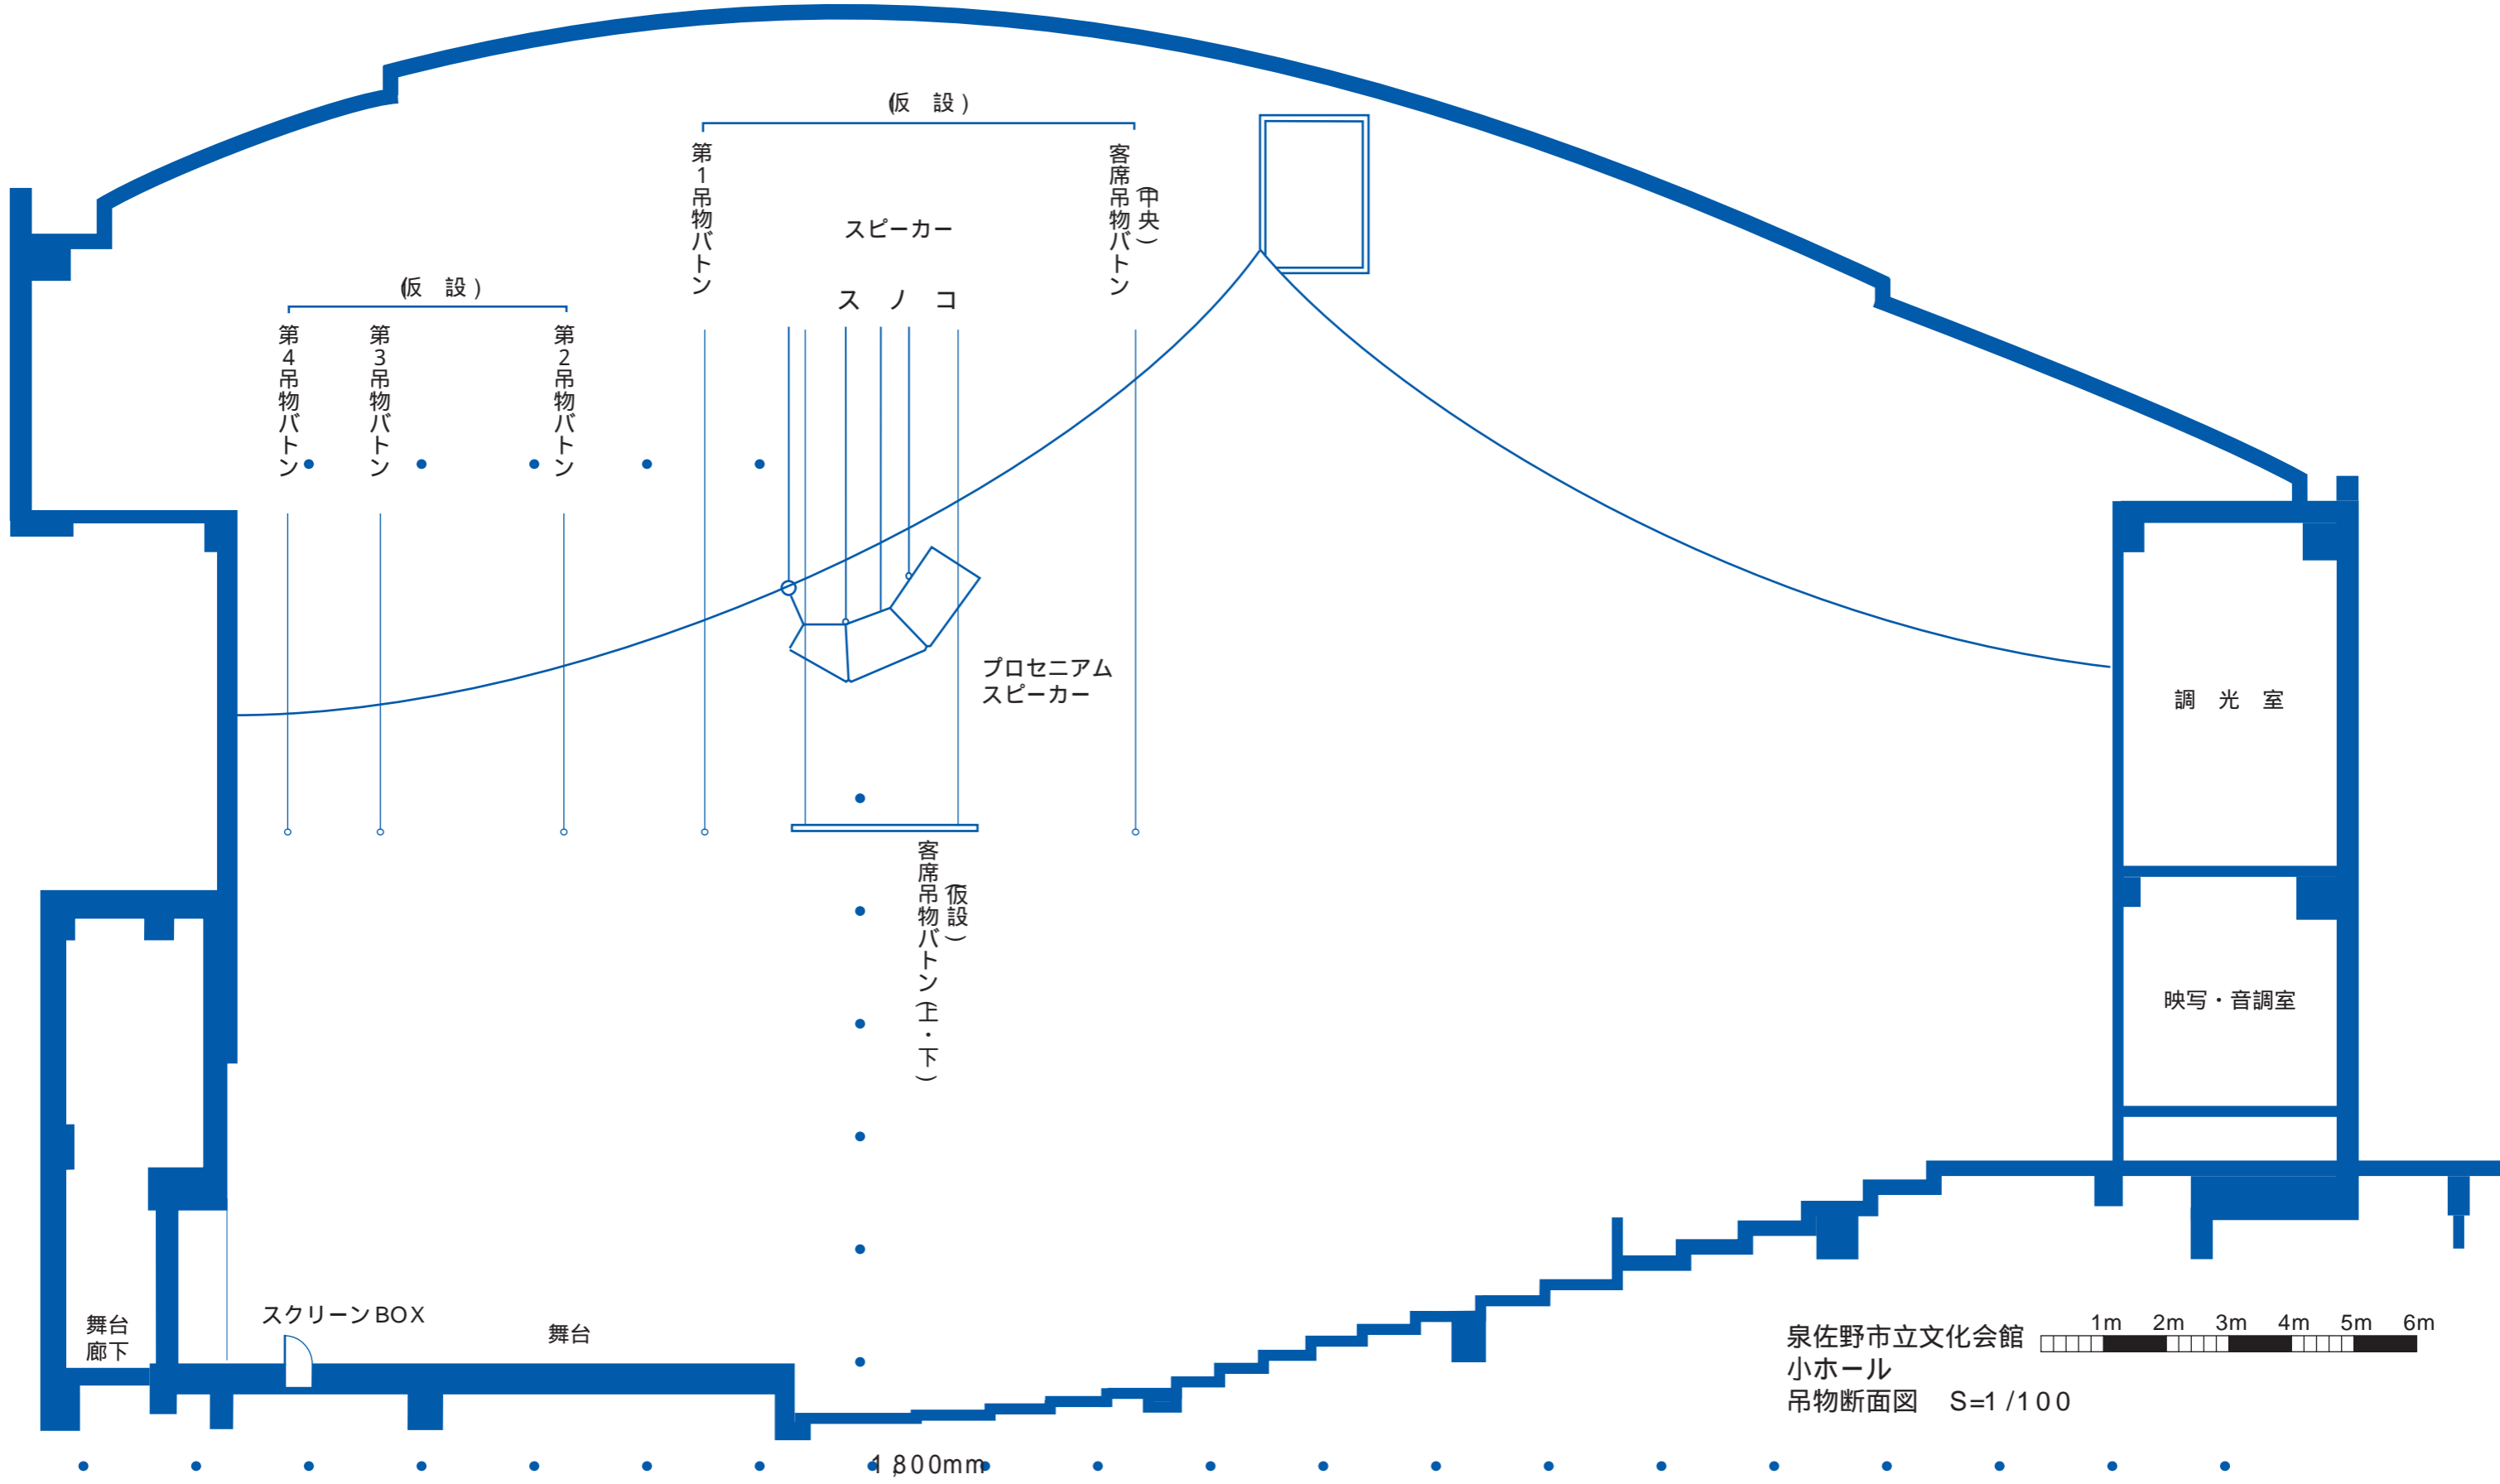 (仮 設)
第1吊物バトン
客席吊物バトン
(中央)
スピーカー
ス ノ コ
(仮 設)
第4吊物バトン
第3吊物バトン
第2吊物バトン
プロセニアム
スピーカー
調 光 室
客席吊物バトン(上・下)
(仮設)
映写・音調室
スクリーンBOX
舞台
廊下
舞台
泉佐野市立文化会館
小ホール
吊物断面図 S=1/100
1m 2m 3m 4m 5m 6m
1,800mm